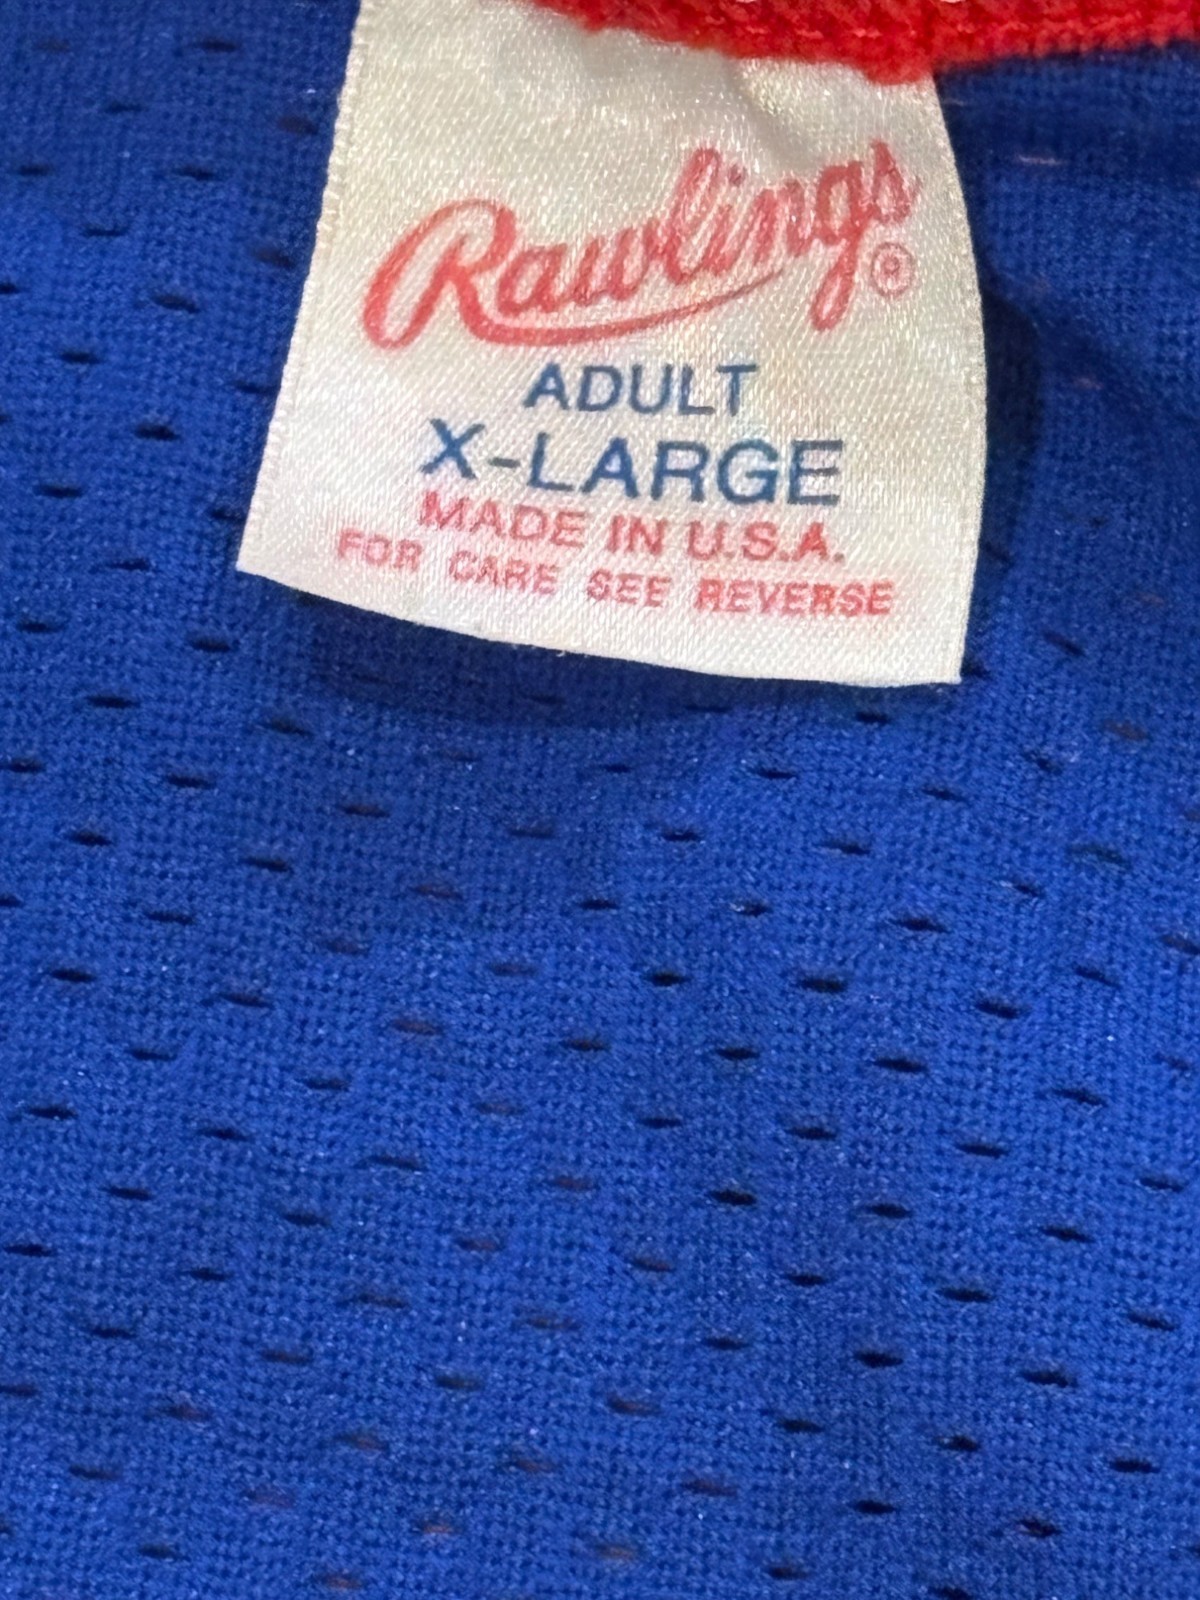 Rawlings®
ADULT
X-LARGE
MADE IN U.S.A.
FOR CARE SEE REVERSE